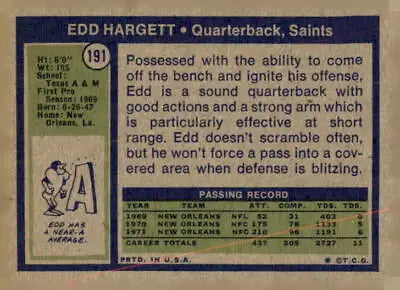 EDD HARGETT • Quarterback, Saints
191
Ht: 6'0"
Wt: 185
School:
Texas A & M
First Pro
Season: 1969
Born: 6-26-47
Home: New
Orleans, La.
A
EDD HAS
A NEAR-A
AVERAGE.
Possessed with the ability to come
off the bench and ignite his offense,
Edd is a sound quarterback with
good actions and a strong arm which
is particularly effective at short
range. Edd doesn't scramble often,
but he won't force a pass into a cov-
ered area when defense is blitzing.
PASSING RECORD
YEAR TEAM LEA ATT. COMP. YDS. TDS.
1969 NEW ORLEANS NFL 52 31 403 0
1970 NEW ORLEANS NFC 175 78 1133 5
1971 NEW ORLEANS NFC 210 96 1191 6
CAREER TOTALS 437 205 2727 11
PRTD. IN U.S.A.
© T.C.G.